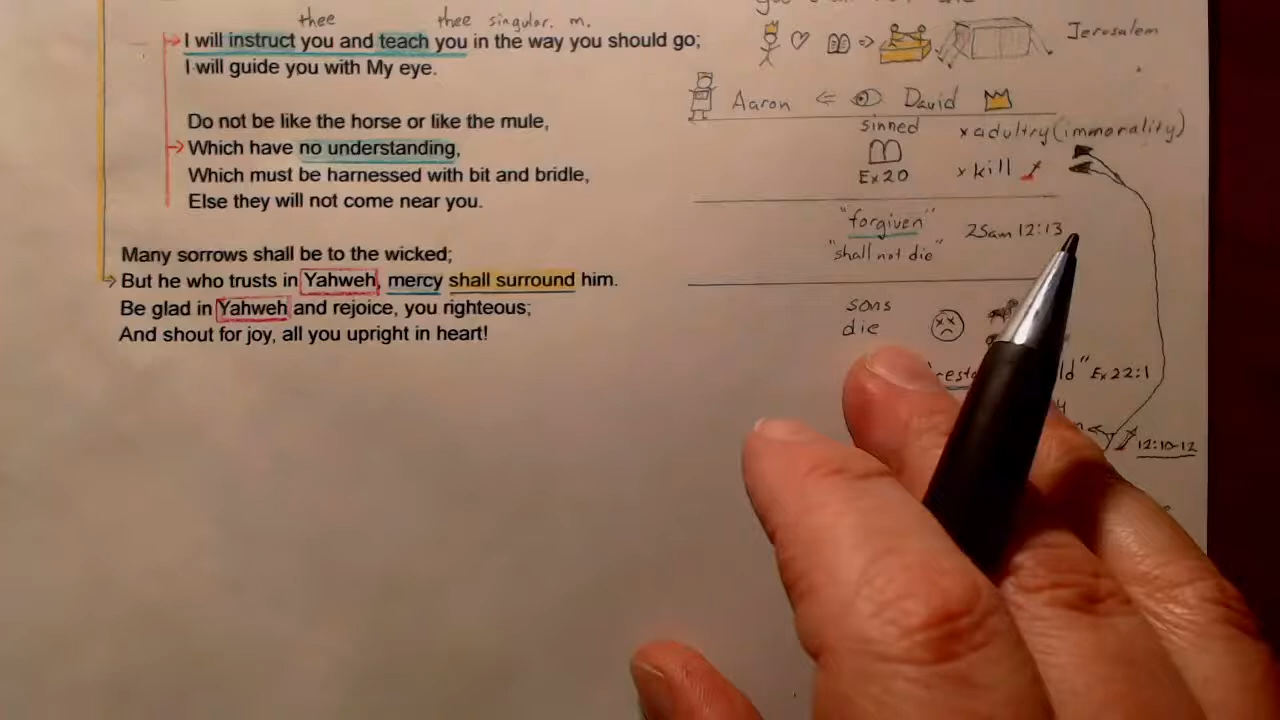 thee thee singular. m.
I will instruct you and teach you in the way you should go;
I will guide you with My eye.
Do not be like the horse or like the mule,
Which have no understanding,
Which must be harnessed with bit and bridle,
Else they will not come near you.
Many sorrows shall be to the wicked;
But he who trusts in Yahweh, mercy shall surround him.
Be glad in Yahweh and rejoice, you righteous;
And shout for joy, all you upright in heart!
Jerusalem
Aaron ⇐ David
sinned x adultry (immorality)
Ex20 x kill
"forgiven"
2Sam 12:13
"shall not die"
sons
die
Ex 22:1
12:10-12